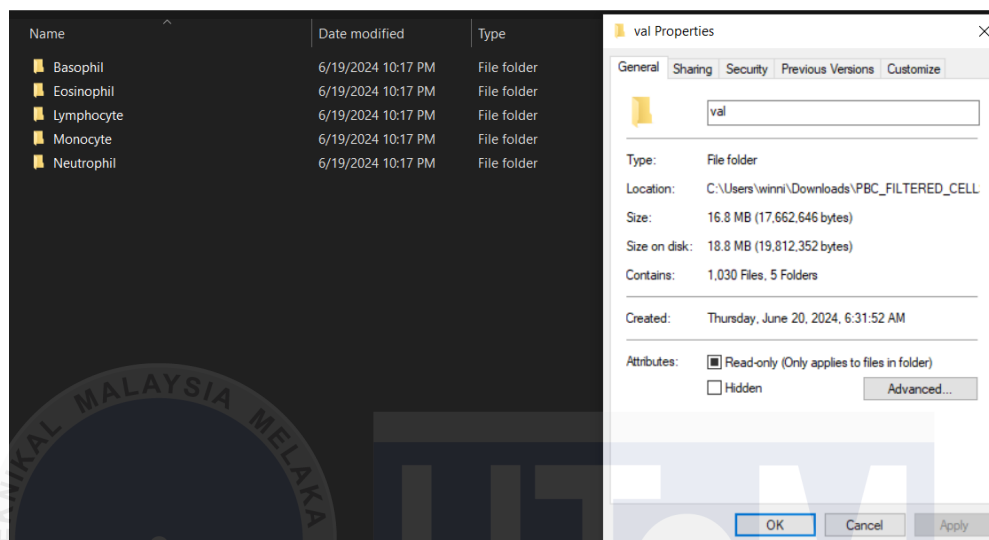 Name Date modified Type
Basophil 6/19/2024 10:17 PM File folder
Eosinophil 6/19/2024 10:17 PM File folder
Lymphocyte 6/19/2024 10:17 PM File folder
Monocyte 6/19/2024 10:17 PM File folder
Neutrophil 6/19/2024 10:17 PM File folder
val Properties
General Sharing Security Previous Versions Customize
val
Type: File folder
Location: C:\Users\winni\Downloads\PBC_FILTERED_CELL
Size: 16.8 MB (17,662,646 bytes)
Size on disk: 18.8 MB (19,812,352 bytes)
Contains: 1,030 Files, 5 Folders
Created: Thursday, June 20, 2024, 6:31:52 AM
Attributes: Read-only (Only applies to files in folder)
Hidden Advanced...
OK Cancel Apply
MALAYSIA MELAKA
UTeM